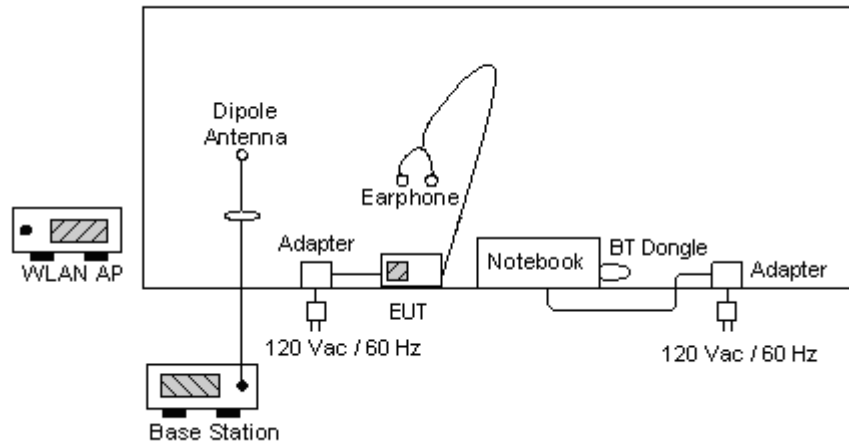 Dipole
Antenna
Earphone
WLAN AP
Adapter
Notebook
BT Dongle
Adapter
EUT
120 Vac / 60 Hz
120 Vac / 60 Hz
Base Station